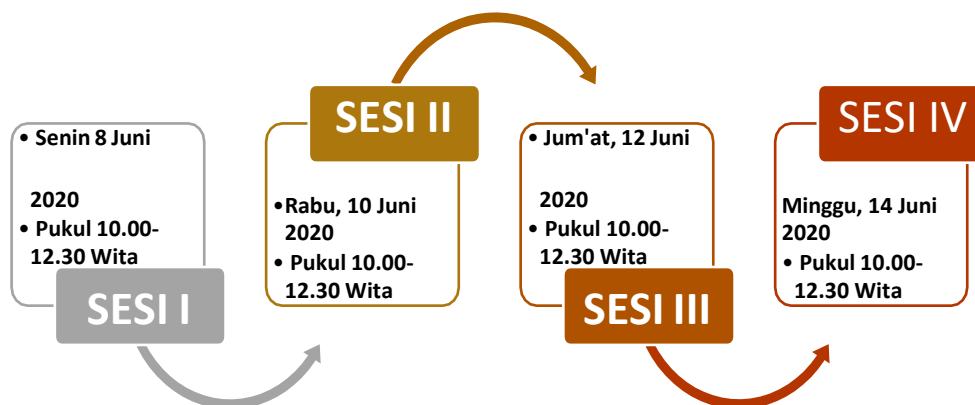 • Senin 8 Juni
2020
• Pukul 10.00-
12.30 Wita
SESI I
SESI II
•Rabu, 10 Juni
2020
• Pukul 10.00-
12.30 Wita
• Jum'at, 12 Juni
2020
• Pukul 10.00-
12.30 Wita
SESI III
SESI IV
Minggu, 14 Juni
2020
• Pukul 10.00-
12.30 Wita